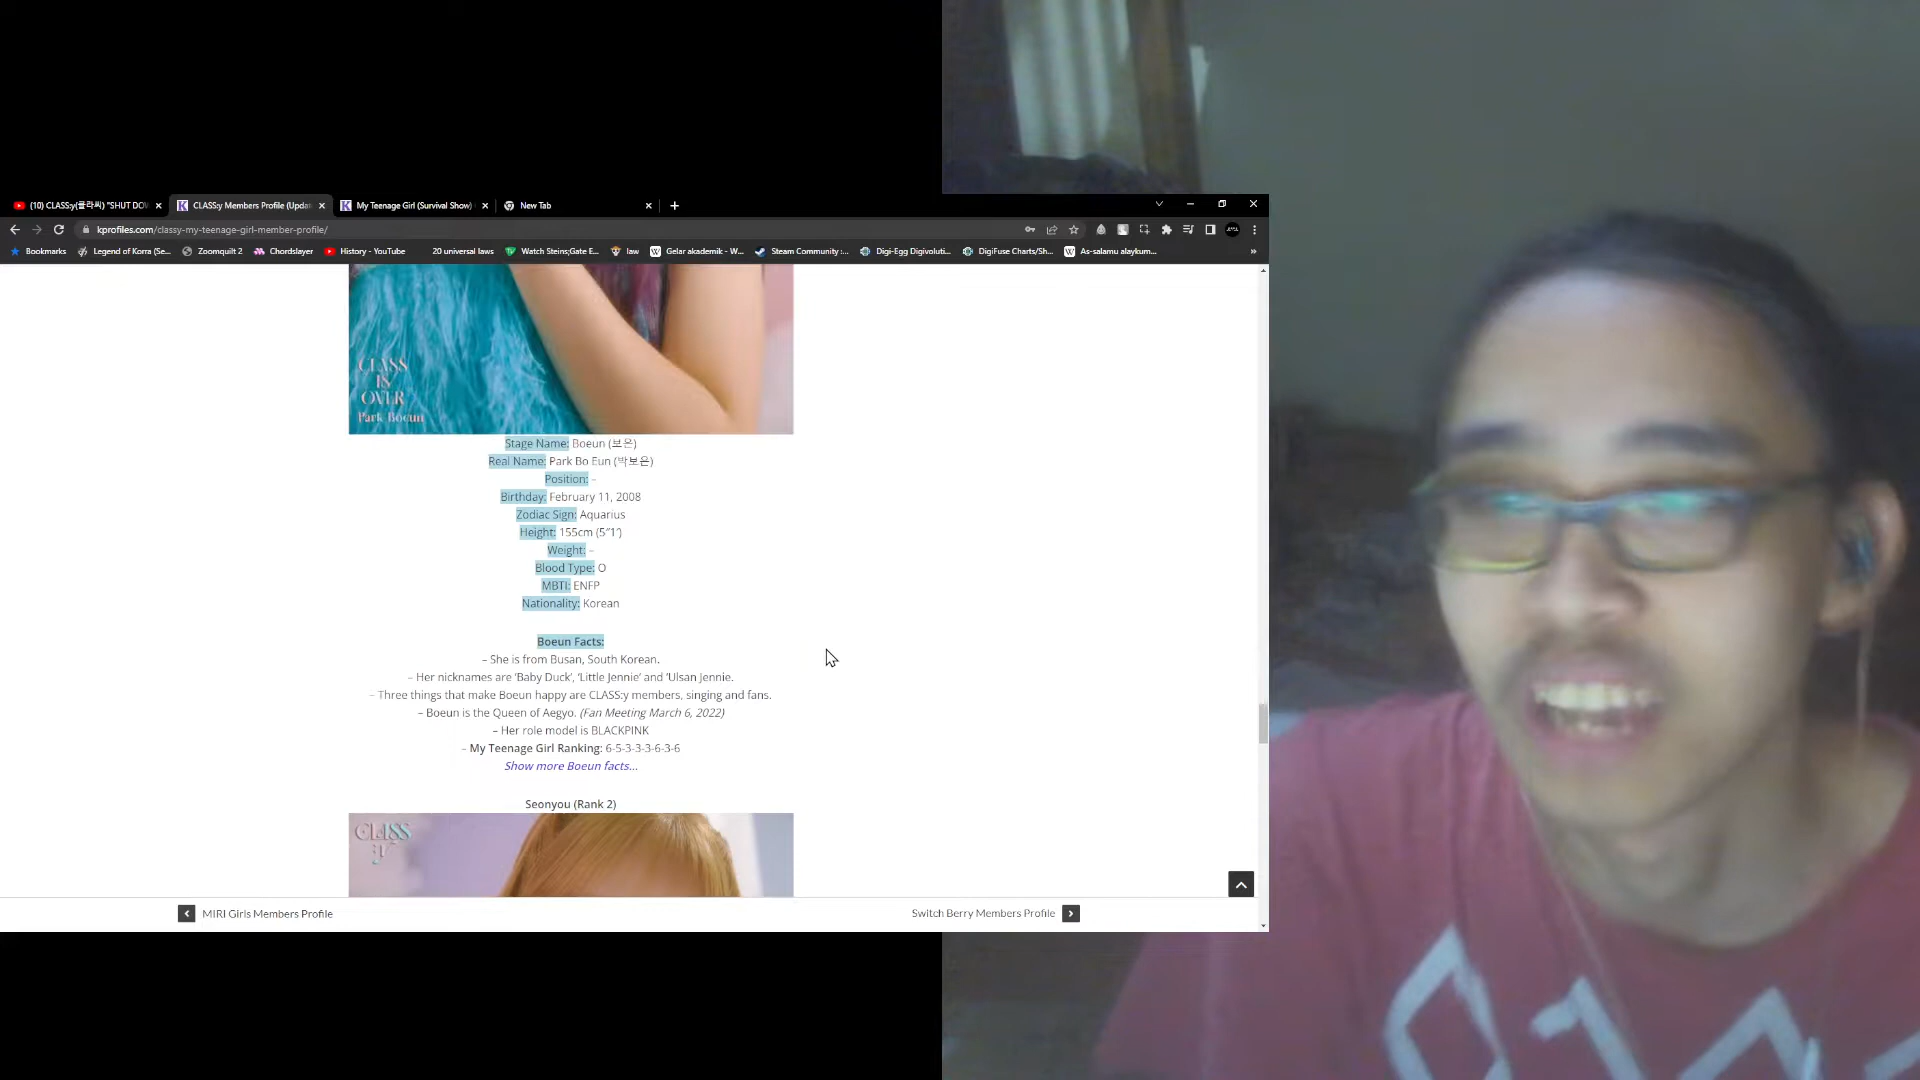 (10) CLASS:y(클라씨) "SHUT DOW
CLASS:y Members Profile (Updat
My Teenage Girl (Survival Show)
New Tab
kprofiles.com/classy-my-teenage-girl-member-profile/
Bookmarks
Legend of Korra (Se...
Zoomquilt 2
Chordslayer
History - YouTube
20 universal laws
Watch Steins;Gate E...
law
Gelar akademik - W...
Steam Community :...
Digi-Egg Digivoluti...
DigiFuse Charts/Sh...
As-salamu alaykum...
CLASS
IS
OVER
Park Boeun
Stage Name: Boeun (보은)
Real Name: Park Bo Eun (박보은)
Position: –
Birthday: February 11, 2008
Zodiac Sign: Aquarius
Height: 155cm (5″1′)
Weight: –
Blood Type: O
MBTI: ENFP
Nationality: Korean
Boeun Facts:
– She is from Busan, South Korean.
– Her nicknames are ‘Baby Duck’, ‘Little Jennie’ and ‘Ulsan Jennie.
– Three things that make Boeun happy are CLASS:y members, singing and fans.
– Boeun is the Queen of Aegyo. (Fan Meeting March 6, 2022)
– Her role model is BLACKPINK
– My Teenage Girl Ranking: 6-5-3-3-3-6-3-6
Show more Boeun facts...
Seonyou (Rank 2)
CLASS
:y
MIRI Girls Members Profile
Switch Berry Members Profile